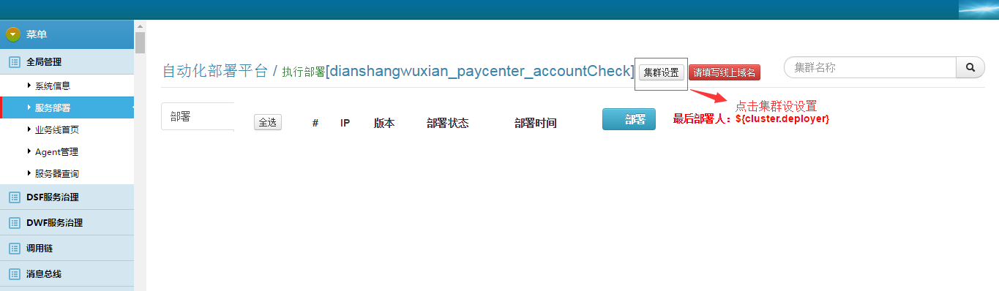 菜单
全局管理
系统信息
服务部署
业务线首页
Agent管理
服务器查询
DSF服务治理
DWF服务治理
调用链
消息总线
自动化部署平台 / 执行部署[dianshangwuxian_paycenter_accountCheck] 集群设置 请填写线上域名
集群名称
点击集群设设置
部署 全选 # IP 版本 部署状态 部署时间 部署 最后部署人：${cluster.deployer}